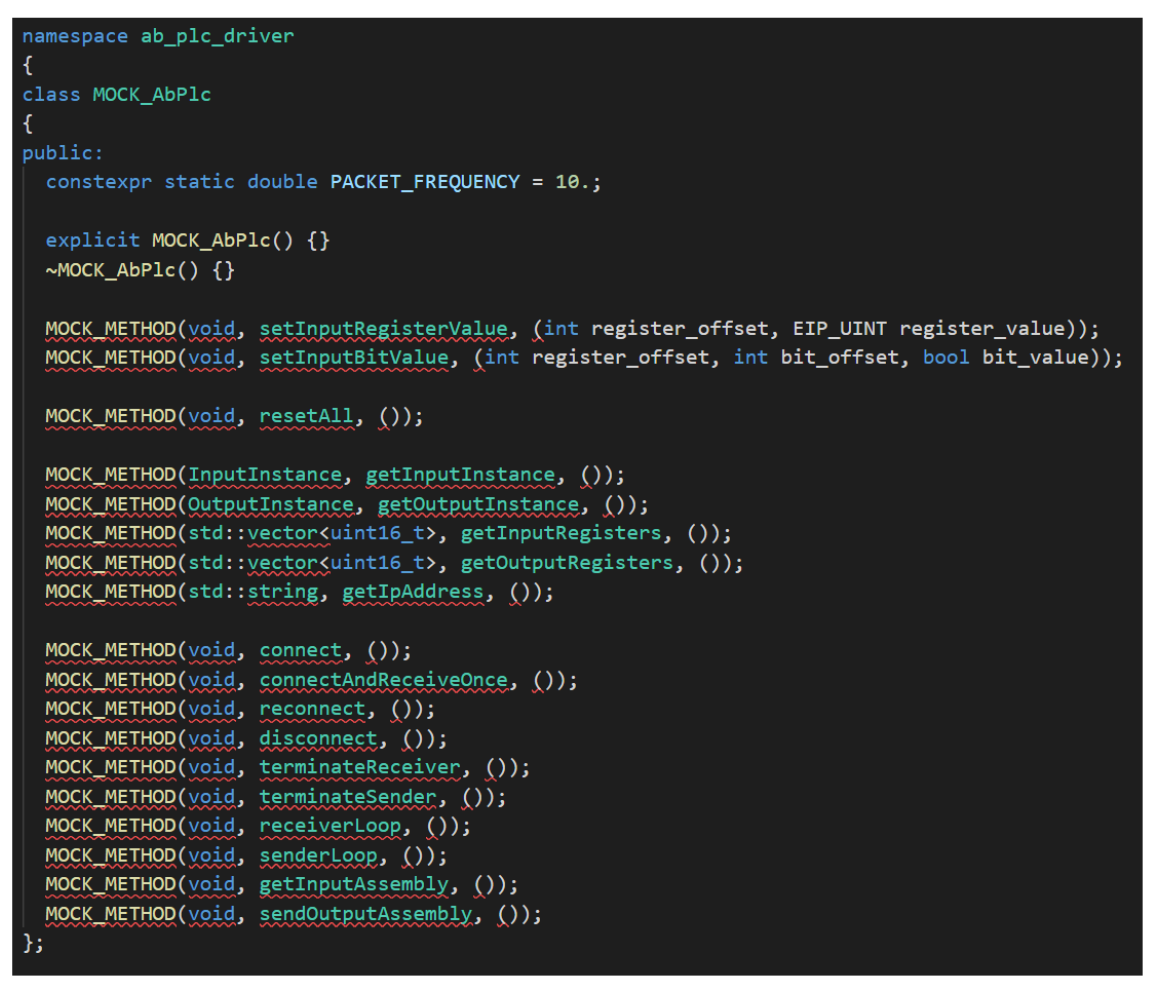 namespace ab_plc_driver
{
class MOCK_AbPlc
{
public:
constexpr static double PACKET_FREQUENCY = 10.;
explicit MOCK_AbPlc() {}
~MOCK_AbPlc() {}
MOCK_METHOD(void, setInputRegisterValue, (int register_offset, EIP_UINT register_value));
MOCK_METHOD(void, setInputBitValue, (int register_offset, int bit_offset, bool bit_value));
MOCK_METHOD(void, resetAll, ());
MOCK_METHOD(InputInstance, getInputInstance, ());
MOCK_METHOD(OutputInstance, getOutputInstance, ());
MOCK_METHOD(std::vector<uint16_t>, getInputRegisters, ());
MOCK_METHOD(std::vector<uint16_t>, getOutputRegisters, ());
MOCK_METHOD(std::string, getIpAddress, ());
MOCK_METHOD(void, connect, ());
MOCK_METHOD(void, connectAndReceiveOnce, ());
MOCK_METHOD(void, reconnect, ());
MOCK_METHOD(void, disconnect, ());
MOCK_METHOD(void, terminateReceiver, ());
MOCK_METHOD(void, terminateSender, ());
MOCK_METHOD(void, receiverLoop, ());
MOCK_METHOD(void, senderLoop, ());
MOCK_METHOD(void, getInputAssembly, ());
MOCK_METHOD(void, sendOutputAssembly, ());
};